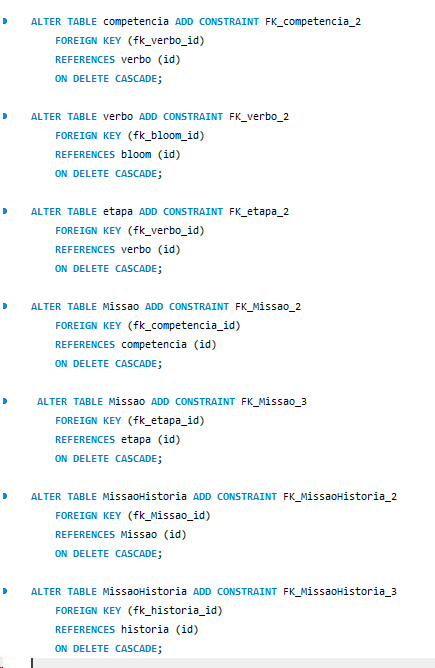 ALTER TABLE competencia ADD CONSTRAINT FK_competencia_2
FOREIGN KEY (fk_verbo_id)
REFERENCES verbo (id)
ON DELETE CASCADE;
ALTER TABLE verbo ADD CONSTRAINT FK_verbo_2
FOREIGN KEY (fk_bloom_id)
REFERENCES bloom (id)
ON DELETE CASCADE;
ALTER TABLE etapa ADD CONSTRAINT FK_etapa_2
FOREIGN KEY (fk_verbo_id)
REFERENCES verbo (id)
ON DELETE CASCADE;
ALTER TABLE Missao ADD CONSTRAINT FK_Missao_2
FOREIGN KEY (fk_competencia_id)
REFERENCES competencia (id)
ON DELETE CASCADE;
ALTER TABLE Missao ADD CONSTRAINT FK_Missao_3
FOREIGN KEY (fk_etapa_id)
REFERENCES etapa (id)
ON DELETE CASCADE;
ALTER TABLE MissaoHistoria ADD CONSTRAINT FK_MissaoHistoria_2
FOREIGN KEY (fk_Missao_id)
REFERENCES Missao (id)
ON DELETE CASCADE;
ALTER TABLE MissaoHistoria ADD CONSTRAINT FK_MissaoHistoria_3
FOREIGN KEY (fk_historia_id)
REFERENCES historia (id)
ON DELETE CASCADE;